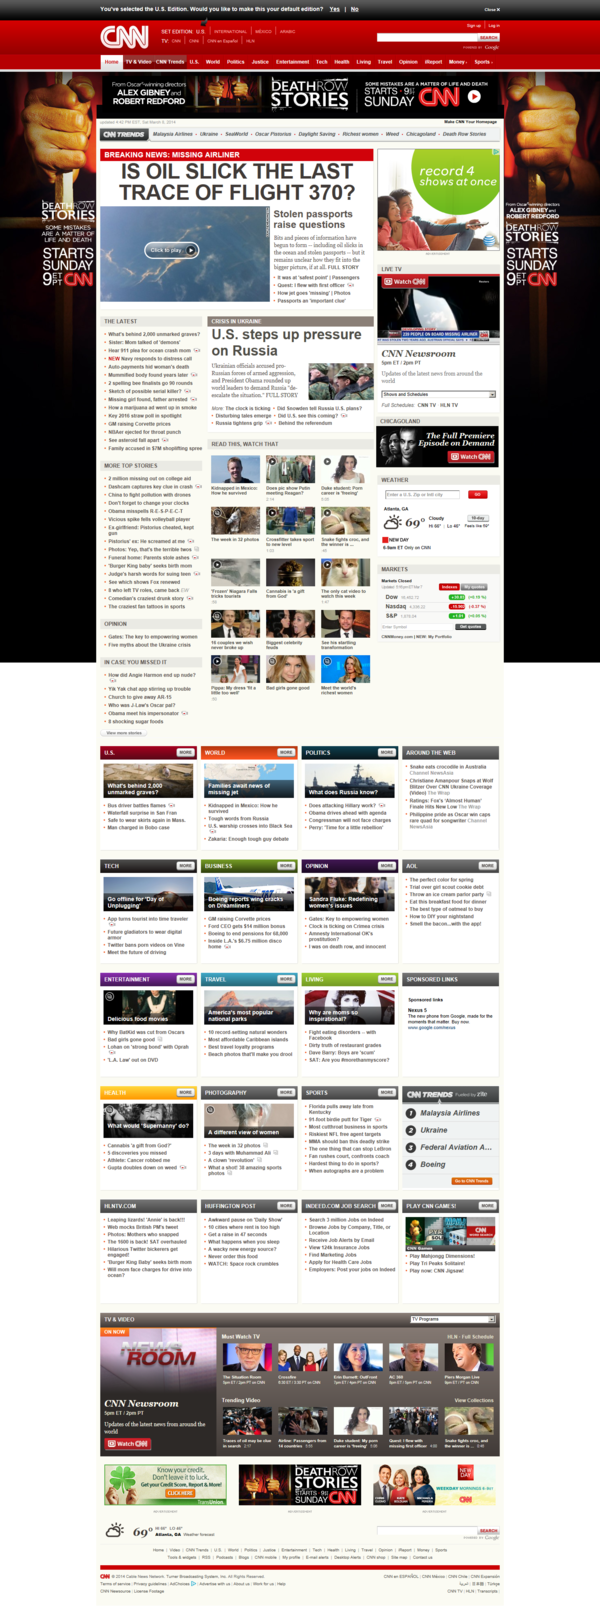 You've selected the U.S. Edition. Would you like to make this your default edition? Yes | No
Close
CNN
SET EDITION: U.S. INTERNATIONAL MÉXICO ARABIC
TV: CNN CNN CNN en Español HLN
Sign up Log in
SEARCH
POWERED BY Google
Home TV & Video CNN Trends U.S. World Politics Justice Entertainment Tech Health Living Travel Opinion iReport Money Sports
FROM OSCAR WINNING DIRECTORS
ALEX GIBNEY AND
ROBERT REDFORD
DEATH ROW
STORIES
SOME MISTAKES ARE A MATTER OF LIFE AND DEATH
STARTS
SUNDAY 9 ET PT CNN
Make CNN Your Homepage
CNN TRENDS Malaysia Airlines Ukraine SeaWorld Oscar Pistorius Daylight Saving Richest women Weed Chicagoland Death Row Stories
BREAKING NEWS: MISSING AIRLINER
IS OIL SLICK THE LAST
TRACE OF FLIGHT 370?
Click to play
Stolen passports
raise questions
Bits and pieces of information have
begun to form -- including oil slicks in
the ocean and stolen passports -- but it
remains unclear how they fit into the
bigger picture, if at all. FULL STORY
It was at 'safest point' | Passengers
Quest: I flew with first officer
How jet goes 'missing' | Photos
Passports an 'important clue'
record 4
shows at once
at&t
LIVE TV
Watch CNN
CNN Newsroom
5pm ET / 2pm PT
Updates of the latest news from around the
world
Shows and Schedules
Full Schedules: CNN TV HLN TV
THE LATEST
What's behind 2,000 unmarked graves?
Sister: Mom talked of 'demons'
Hear 911 plea for ocean crash mom
NEW Navy responds to distress call
Auto-payments hid woman's death
Mummified body found years later
2 spelling bee finalists go 90 rounds
Sketch of possible serial killer?
Missing girl found, father arrested
How a marijuana ad went up in smoke
Key 2016 straw poll in spotlight
GM raising Corvette prices
NBAer ejected for throat punch
See asteroid fall apart
Family accused in $7M shoplifting spree
CRISIS IN UKRAINE
U.S. steps up pressure
on Russia
Ukrainian officials accused pro-
Russian forces of armed aggression,
and President Obama rounded up
world leaders to demand Russia "de-
escalate the situation." FULL STORY
More: The clock is ticking Did Snowden tell Russia U.S. plans?
Disturbing tales emerge Did U.S. see this coming?
Russia tightens grip Behind the referendum
CHICAGOLAND
The Full Premiere
Episode on Demand
Watch CNN
READ THIS, WATCH THAT
Kidnapped in Mexico:
How he survived
Does pic show Putin
meeting Reagan?
Duke student: Porn
career is 'freeing'
The week in 32 photos
Crossfitter takes sport
to new level
Snake fights croc, and
the winner is ...
'Frozen' Niagara Falls
tricks tourists
Cannabis is 'a gift
from God'
The only cat video to
watch this week
10 couples we wish
never broke up
Biggest celebrity
feuds
See his startling
transformation
Pippa: My dress 'fit a
little too well'
Bad girls gone good
Meet the world's
richest women
WEATHER
Enter a U.S. Zip or Intl city
GO
Atlanta, GA
69° Cloudy
10-day
NEW DAY
6-9am ET Only on CNN
MARKETS
Markets Closed
Indexes My quotes
Dow
Nasdaq
S&P
Get quotes
CNNMoney.com | NEW: My Portfolio
MORE TOP STORIES
2 million missing out on college aid
Dashcam captures key clue in crash
China to fight pollution with drones
Don't forget to change your clocks
Obama misspells R-E-S-P-E-C-T
Vicious spike fells volleyball player
Ex-girlfriend: Pistorius cheated, kept
gun
Pistorius' ex: He screamed at me
Photos: Yep, that's the terrible twos
Funeral home: Parents stole ashes
'Burger King baby' seeks birth mom
Judge's harsh words for suing teen
See which shows Fox renewed
8 who left TV roles, came back
Comedian's craziest drunk story
The craziest fan tattoos in sports
OPINION
Gates: The key to empowering women
Five myths about the Ukraine crisis
IN CASE YOU MISSED IT
How did Angie Harmon end up nude?
Yik Yak chat app stirring up trouble
Church to give away AR-15
Who was J.Law's Oscar pal?
Obama meet his impersonator
8 shocking sugar foods
View more stories
U.S. MORE
What's behind 2,000
unmarked graves?
Bus driver battles flames
Waterfall surprise in San Fran
Safe to wear skirts again in Mass.
Man charged in Bobo case
WORLD MORE
Families await news of
missing jet
Kidnapped in Mexico: How he
survived
Tough words from Russia
U.S. warship crosses into Black Sea
Zakaria: Enough tough guy debate
POLITICS MORE
What does Russia know?
Does attacking Hillary work?
Obama drives ahead with agenda
Congressman will not face charges
Perry: 'Time for a little rebellion'
AROUND THE WEB
Snake eats crocodile in Australia
Channel NewsAsia
Christiane Amanpour Snaps at Wolf
Blitzer Over CNN Ukraine Coverage
(Video) The Wrap
Ratings: Fox's 'Almost Human'
Finale Hits New Low The Wrap
Philippine pride as Oscar win caps
rare quad for songwriter Channel
NewsAsia
TECH MORE
Go offline for 'Day of
Unplugging'
App turns tourist into time traveler
Future gladiators to wear digital
armor
Twitter bans porn videos on Vine
Meet the future of driving
BUSINESS MORE
Boeing reports wing cracks
on Dreamliners
GM raising Corvette prices
Ford CEO gets $14 million bonus
Boeing to end pensions for 68,000
Inside L.A.'s $6.75 million disco
home
OPINION MORE
Sandra Fluke: Redefining
women's issues
Gates: Key to empowering women
Clock is ticking on Crimea crisis
Amnesty International OK's
prostitution?
I was on death row, and innocent
AOL MORE
The perfect color for spring
Trial over girl scout cookie debt
Throw an ice cream parlor party
Eat this breakfast food for dinner
The best type of oatmeal to buy
How to DIY your nightstand
Smell the bacon...with the app!
ENTERTAINMENT MORE
Delicious food movies
Why BatKid was cut from Oscars
Bad girls gone good
Lohan on 'strong bond' with Oprah
'L.A. Law' out on DVD
TRAVEL MORE
America's most popular
national parks
10 record-setting natural wonders
Most affordable Caribbean islands
Best travel loyalty programs
Beach photos that'll make you drool
LIVING MORE
Why are moms so
inspirational?
Fight eating disorders -- with
Facebook
Dirty truth of restaurant grades
Dave Barry: Boys are 'scum'
SAT: Are you #morethanmyscore?
SPONSORED LINKS
Sponsored links
Nexus 5
The new phone from Google. made for the
moments that matter. Buy now
www.google.com/nexus
HEALTH MORE
What would 'Supernanny' do?
Cannabis 'a gift from God'?
5 discoveries you missed
Athlete: Cancer robbed me
Gupta doubles down on weed
PHOTOGRAPHY MORE
A different view of women
The week in 32 photos
3 days with Muhammad Ali
A clown 'revolution'
What a shot! 38 amazing sports
photos
SPORTS MORE
Florida pulls away late from
Kentucky
91-foot birdie putt for Tiger
Most cutthroat business in sports
Riskiest NFL free agent targets
MMA should ban this deadly strike
The one thing that can stop LeBron
Fan rushes court, confronts coach
Hardest thing to do in sports?
When autographs are a problem
CNN TRENDS Fueled by zite
1 Malaysia Airlines
2 Ukraine
3 Federal Aviation A...
4 Boeing
Go to CNN Trends
HLNTV.COM MORE
Leaping lizards! 'Annie' is back!!!
Web mocks British PM's tweet
Photos: Mothers who snapped
The 1600 is back! SAT overhauled
Hilarious Twitter bickerers get
engaged!
'Burger King Baby' seeks birth mom
Will mom face charges for drive into
ocean?
HUFFINGTON POST MORE
Awkward pause on 'Daily Show'
10 cities where rent is too high
Get a raise in 47 seconds
What happens when you sleep
A wacky new energy source?
Never order this food
WATCH: Space rock crumbles
INDEED.COM JOB SEARCH MORE
Search 3 million Jobs on Indeed
Browse Jobs by Company, Title, or
Location
Receive Job Alerts by Email
View 124k Insurance Jobs
Find Marketing Jobs
Apply for Health Care Jobs
Employers: Post your jobs on Indeed
PLAY CNN GAMES! MORE
CNN Games
Play Mahjongg Dimensions!
Play Tri Peaks Solitaire!
Play now: CNN Jigsaw!
TV & VIDEO
TV Programs
ON NOW
NEWS
ROOM
CNN Newsroom
5pm ET / 2pm PT
Updates of the latest news from around the
world
Watch CNN
Must Watch TV
HLN - Full Schedule
The Situation Room
Crossfire
Erin Burnett: OutFront
AC 360
Piers Morgan Live
Trending Video
View Collections
Traces of oil may be clue
in search
Airline: Passengers from
14 countries
Duke student: My porn
career is 'freeing'
Quest: I flew with
missing first officer
Snake fights croc,
and the winner is ...
Know your credit.
Don't leave it to luck.
Get your Credit Score, Report & More!
CLICK HERE
TransUnion
DEATH ROW
STORIES
STARTS
SUNDAY CNN
NEW DAY
WEEKDAY MORNINGS 6 ET
69°
Atlanta, GA Weather forecast
SEARCH
Home | Video | CNN Trends | U.S. | World | Politics | Justice | Entertainment | Tech | Health | Living | Travel | Opinion | iReport | Money | Sports
Tools & widgets | RSS | Podcasts | Blogs | CNN mobile | My profile | E-mail alerts | Desktop Alerts | CNN shop | Site map | Contact us
CNN © 2014 Cable News Network. Turner Broadcasting System, Inc. All Rights Reserved.
Terms of service | Privacy guidelines | AdChoices | Advertise with us | About us | Work for us | Help
CNN Newsource | License Footage
CNN en ESPAÑOL | CNN México | CNN Chile | CNN Expansión
العربية | 日本語 | Türkçe
CNN TV | HLN | Transcripts